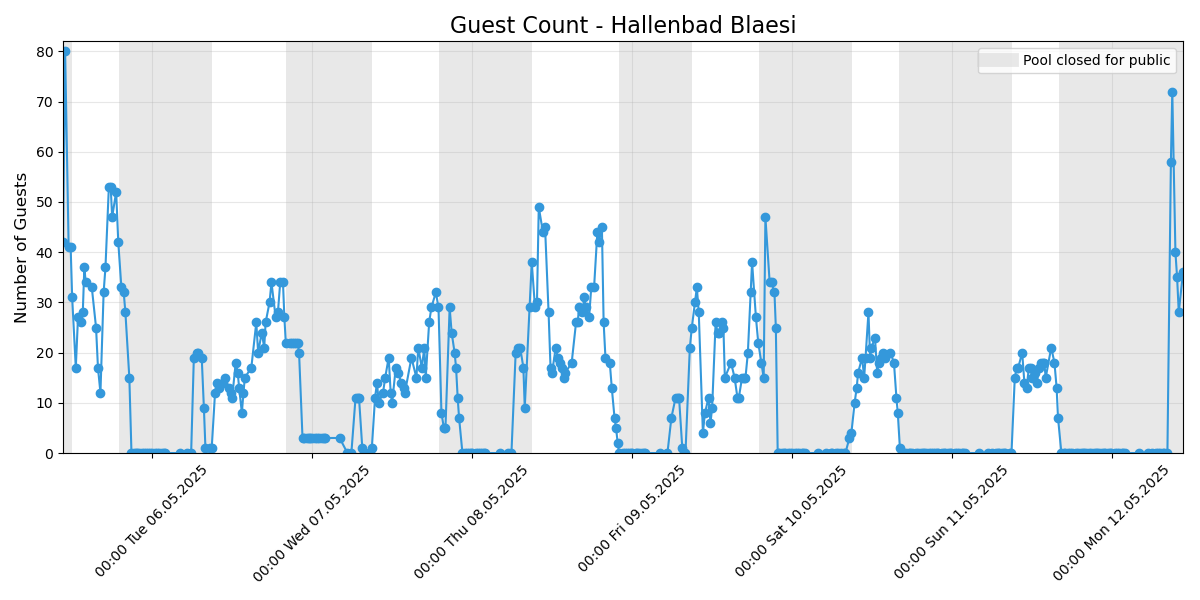 Guest Count - Hallenbad Blaesi
Pool closed for public
Number of Guests
80
70
60
50
40
30
20
10
0
00:00 Tue 06.05.2025
00:00 Wed 07.05.2025
00:00 Thu 08.05.2025
00:00 Fri 09.05.2025
00:00 Sat 10.05.2025
00:00 Sun 11.05.2025
00:00 Mon 12.05.2025